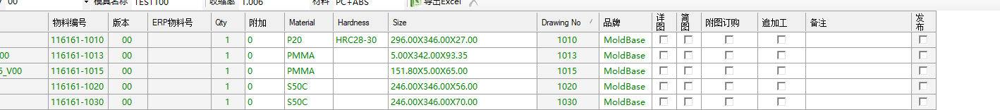 00 模具名称 TEST100 收缩率 1.006 材料 PC+ABS 导出Excel
物料编号 版本 ERP物料号 Qty 附加 Material Hardness Size Drawing No / 品牌 详图 简图 附图订购 追加工 备注 发布
116161-1010 00 1 0 P20 HRC28-30 296.00X346.00X27.00 1010 MoldBase
00 116161-1013 00 1 0 PMMA 5.00X342.00X93.35 1013 MoldBase
5_V00 116161-1015 00 1 0 PMMA 151.80X5.00X65.00 1015 MoldBase
116161-1020 00 1 0 S50C 246.00X346.00X56.00 1020 MoldBase
116161-1030 00 1 0 S50C 246.00X346.00X70.00 1030 MoldBase